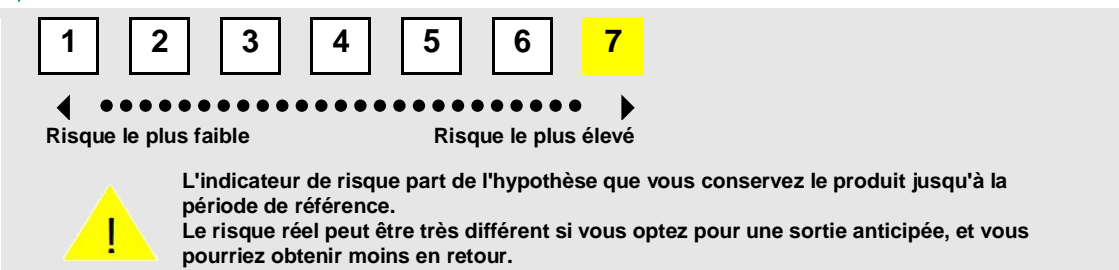 1 2 3 4 5 6 7
Risque le plus faible Risque le plus élevé
L'indicateur de risque part de l'hypothèse que vous conservez le produit jusqu'à la
période de référence.
! Le risque réel peut être très différent si vous optez pour une sortie anticipée, et vous
pourriez obtenir moins en retour.